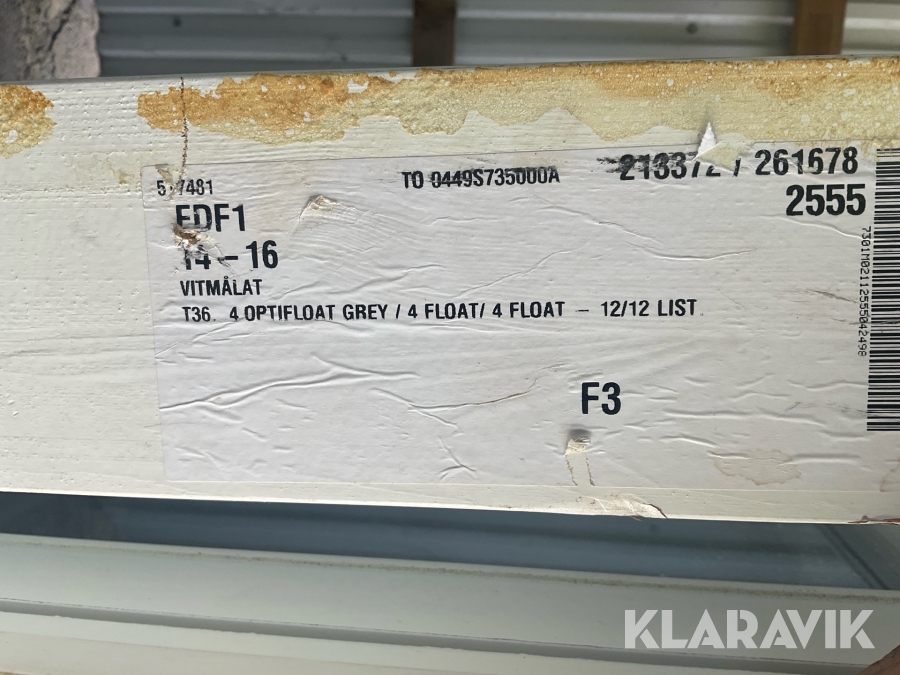 TO 0449S735000A
/ 261678
2555
14 - 16
VITMÅLAT
T36. 4 OPTIFLOAT GREY / 4 FLOAT/ 4 FLOAT - 12/12 LIST
F3
7301M02112555042498
KLARAVIK